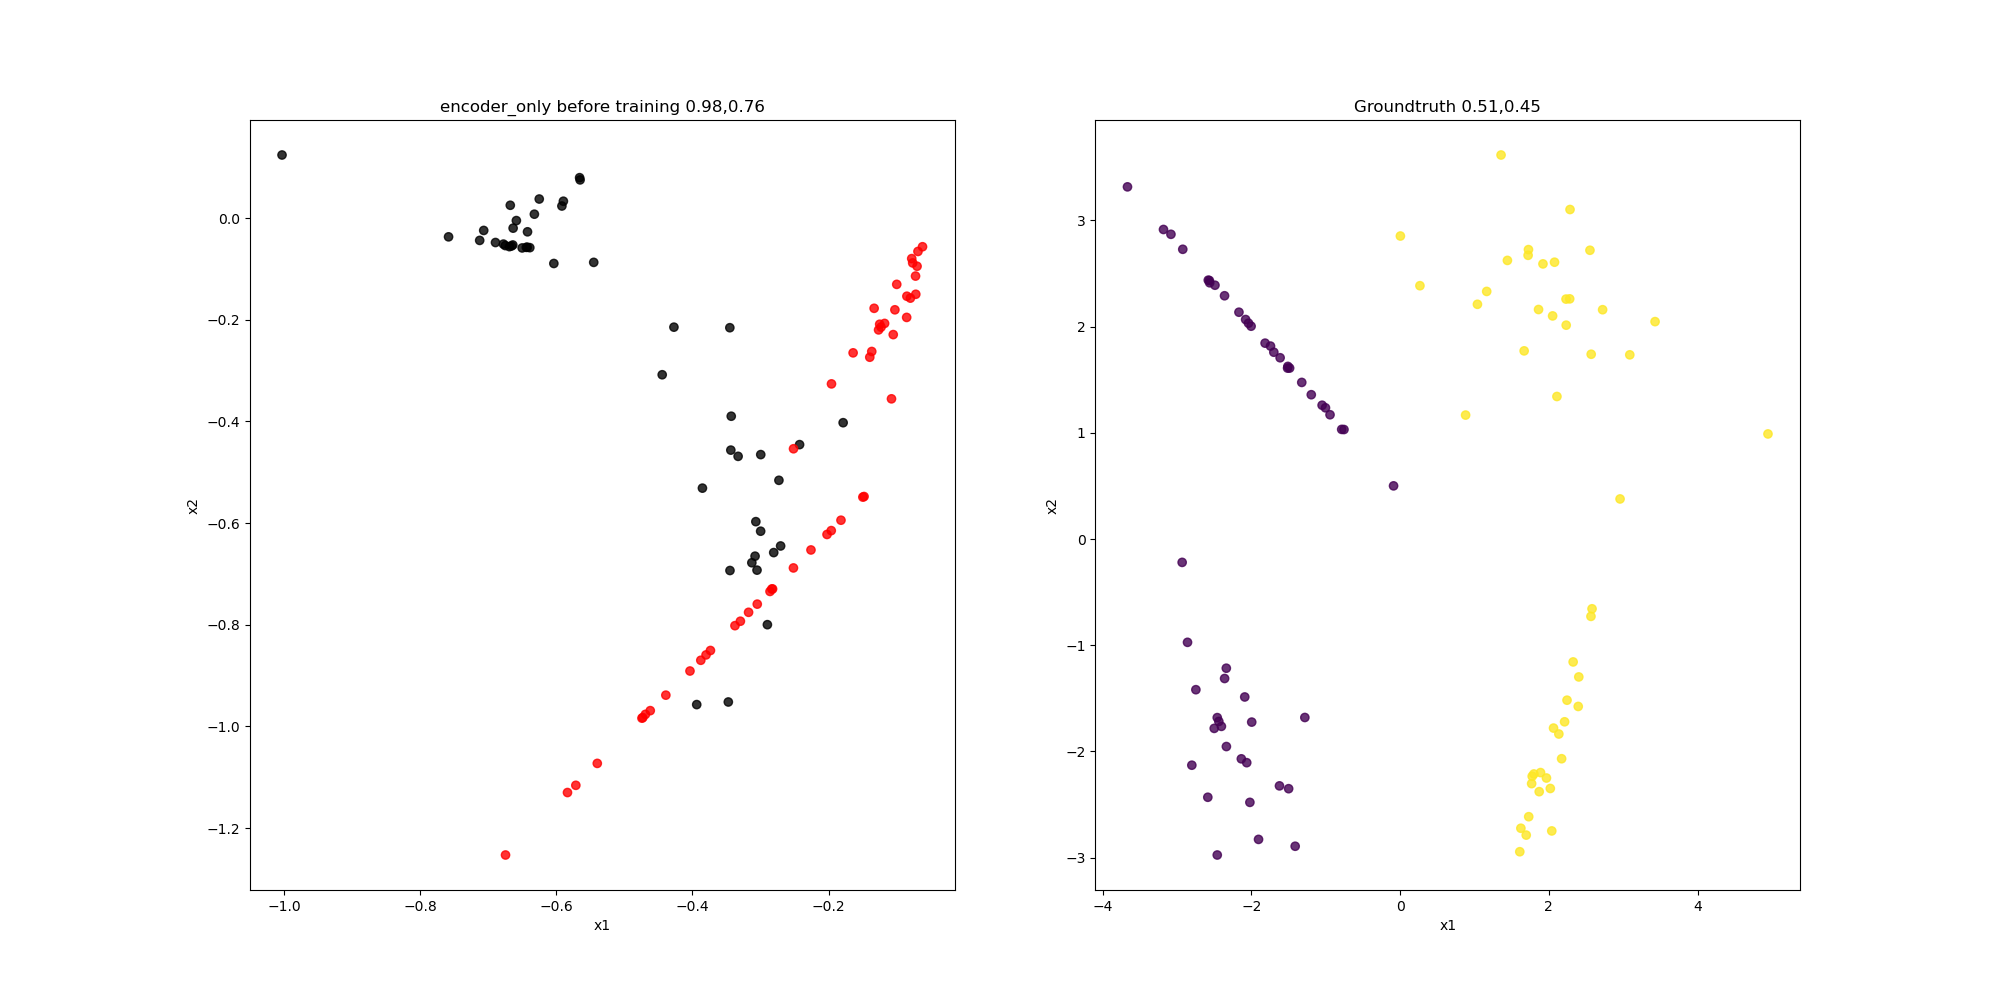 encoder_only before training 0.98,0.76
0.0
−0.2
−0.4
−0.6
−0.8
−1.0
−1.2
x2
−1.0 −0.8 −0.6 −0.4 −0.2
x1
Groundtruth 0.51,0.45
3
2
1
0
−1
−2
−3
x2
−4 −2 0 2 4
x1